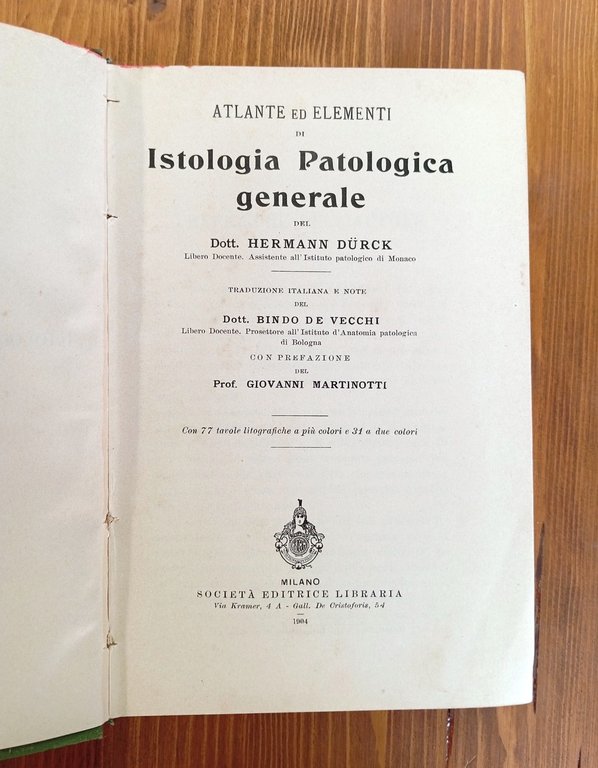 ATLANTE ED ELEMENTI
DI
Istologia Patologica
generale
DEL
Dott. HERMANN DÜRCK
Libero Docente. Assistente all' Istituto patologico di Monaco
TRADUZIONE ITALIANA E NOTE
DEL
Dott. BINDO DE VECCHI
Libero Docente. Prosettore all' Istituto d'Anatomia patologica
di Bologna
CON PREFAZIONE
DEL
Prof. GIOVANNI MARTINOTTI
Con 77 tavole litografiche a più colori e 31 a due colori
MILANO
SOCIETÀ EDITRICE LIBRARIA
Via Kramer, 4 A - Gall. De Cristoforis, 54
1904